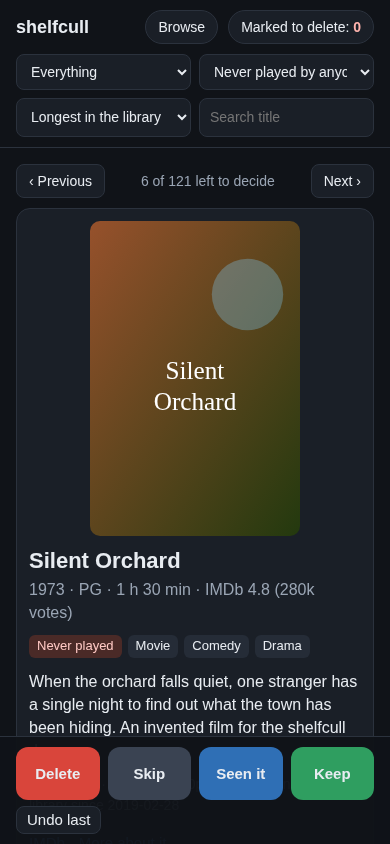 shelfcull
Browse
Marked to delete: 0
Everything
Never played by anyc
Longest in the library
Search title
‹ Previous
6 of 121 left to decide
Next ›
Silent
Orchard
Silent Orchard
1973 · PG · 1 h 30 min · IMDb 4.8 (280k
votes)
Never played
Movie
Comedy
Drama
When the orchard falls quiet, one stranger has
a single night to find out what the town has
been hiding. An invented film for the shelfcull
Delete
Skip
Seen it
Keep
Undo last